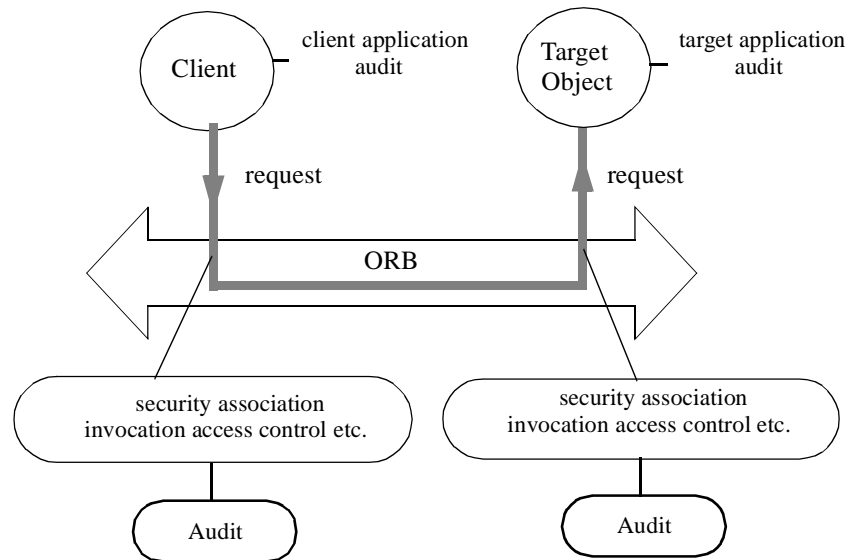 Client
client application
audit
Target
Object
target application
audit
request
request
ORB
security association
invocation access control etc.
security association
invocation access control etc.
Audit
Audit